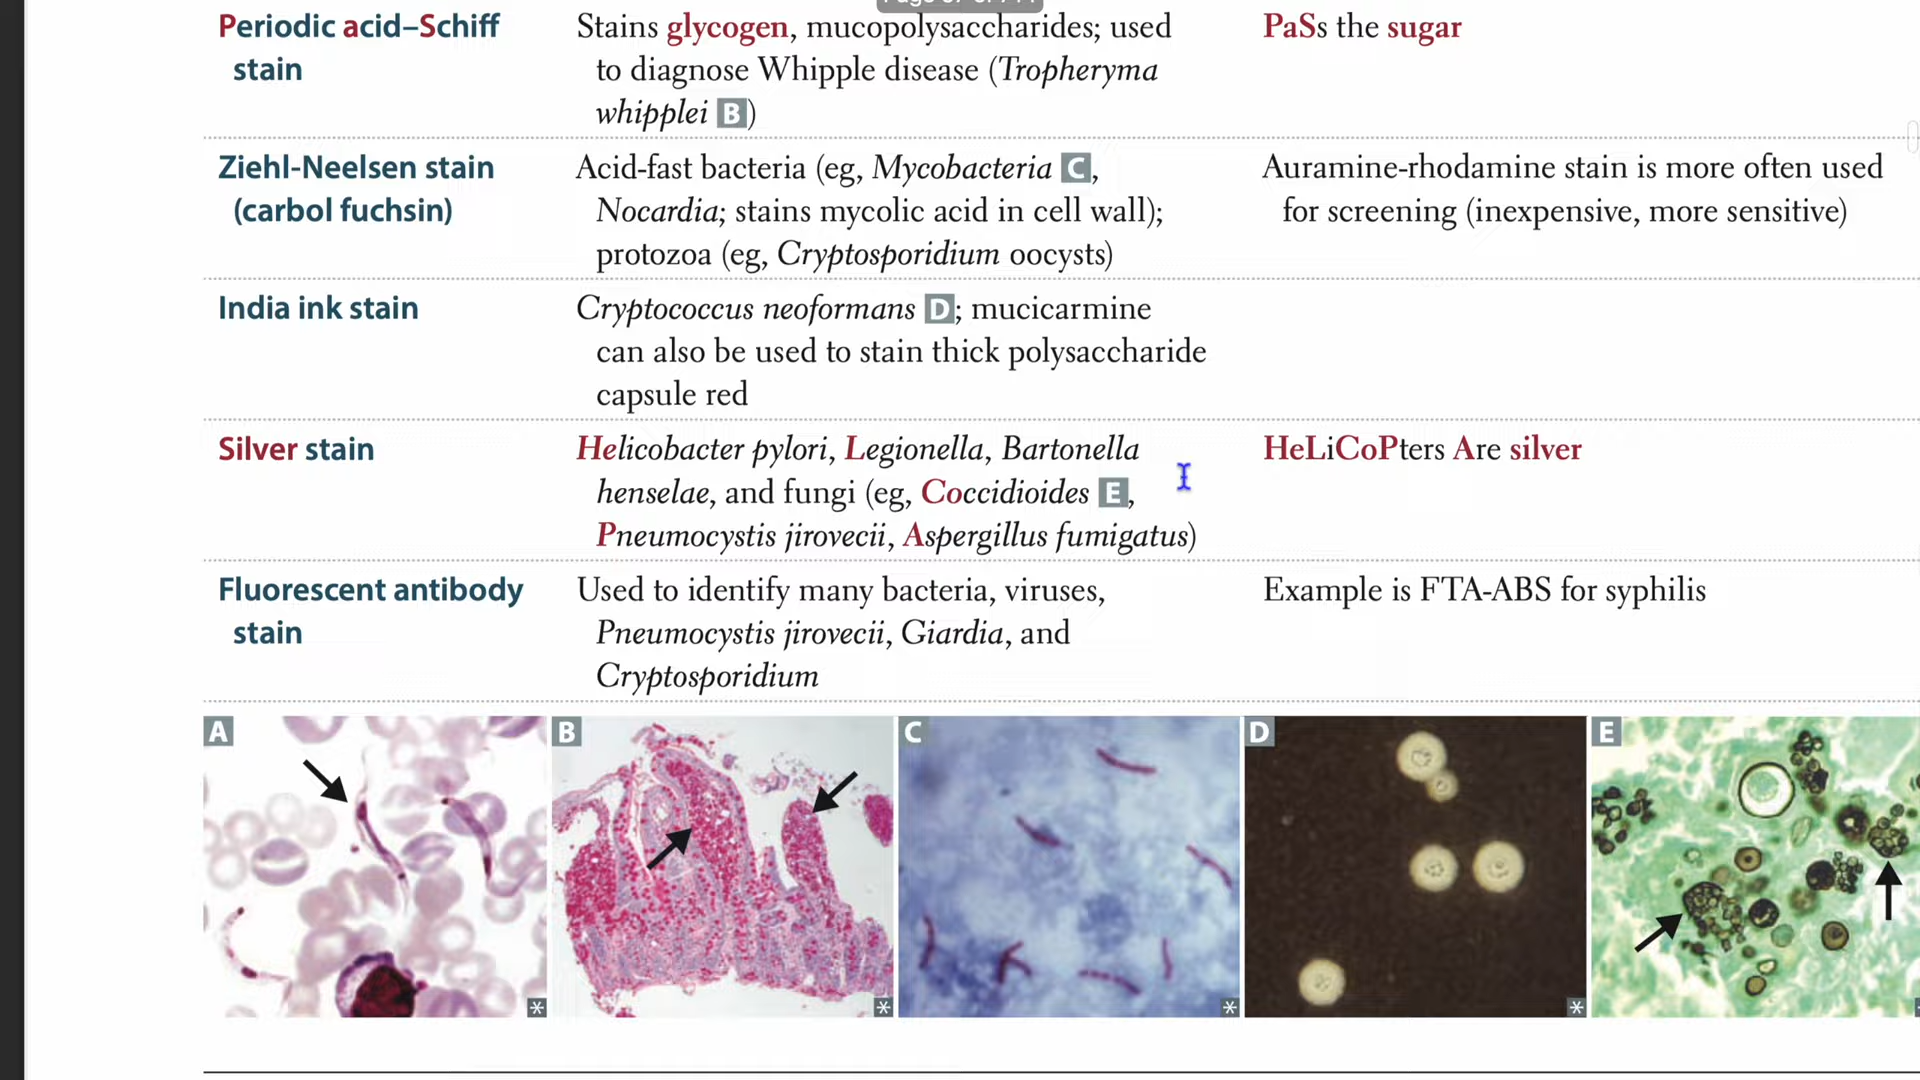 Periodic acid–Schiff stain
Stains glycogen, mucopolysaccharides; used
to diagnose Whipple disease (Tropheryma
whipplei B)
PaSs the sugar
Ziehl-Neelsen stain
(carbol fuchsin)
Acid-fast bacteria (eg, Mycobacteria C,
Nocardia; stains mycolic acid in cell wall);
protozoa (eg, Cryptosporidium oocysts)
Auramine-rhodamine stain is more often used
for screening (inexpensive, more sensitive)
India ink stain
Cryptococcus neoformans D; mucicarmine
can also be used to stain thick polysaccharide
capsule red
Silver stain
Helicobacter pylori, Legionella, Bartonella
henselae, and fungi (eg, Coccidioides E,
Pneumocystis jirovecii, Aspergillus fumigatus)
HeLiCoPters Are silver
Fluorescent antibody
stain
Used to identify many bacteria, viruses,
Pneumocystis jirovecii, Giardia, and
Cryptosporidium
Example is FTA-ABS for syphilis
A
B
C
D
E